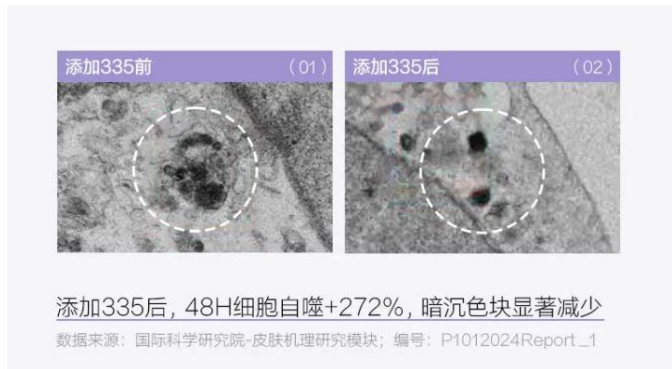 添加335前 (01)
添加335后 (02)
添加335后, 48H细胞自噬+272%, 暗沉色块显著减少
数据来源: 国际科学研究院-皮肤机理研究模块; 编号: P1012024Report_1